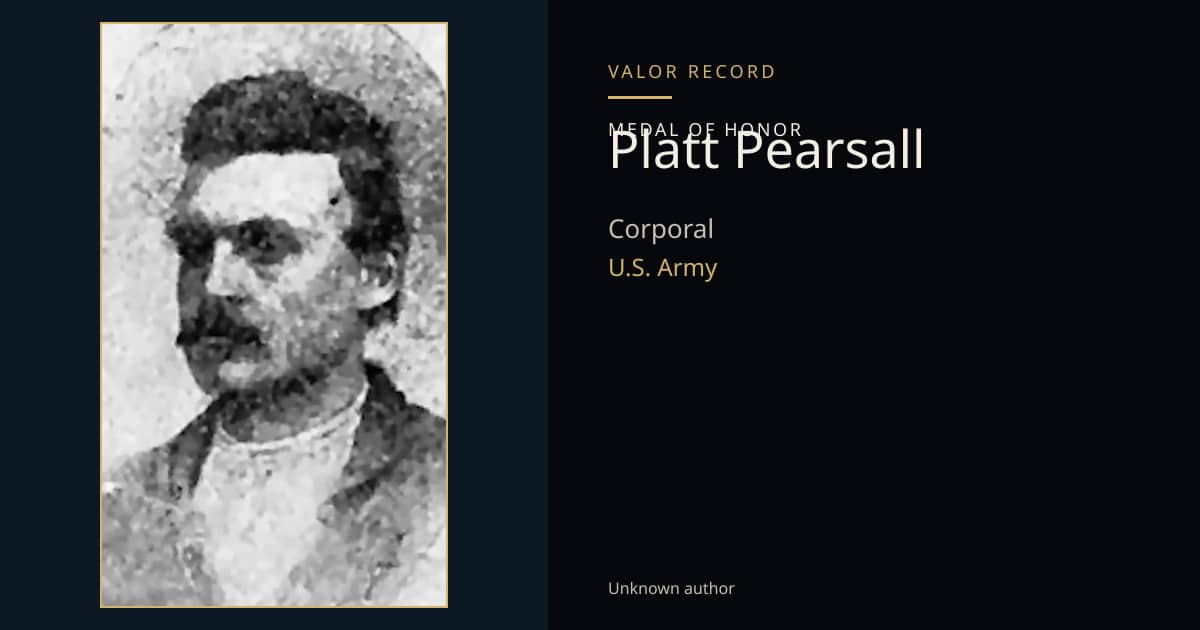 VALOR RECORD
MEDAL OF HONOR
Platt Pearsall
Corporal
U.S. Army
Unknown author